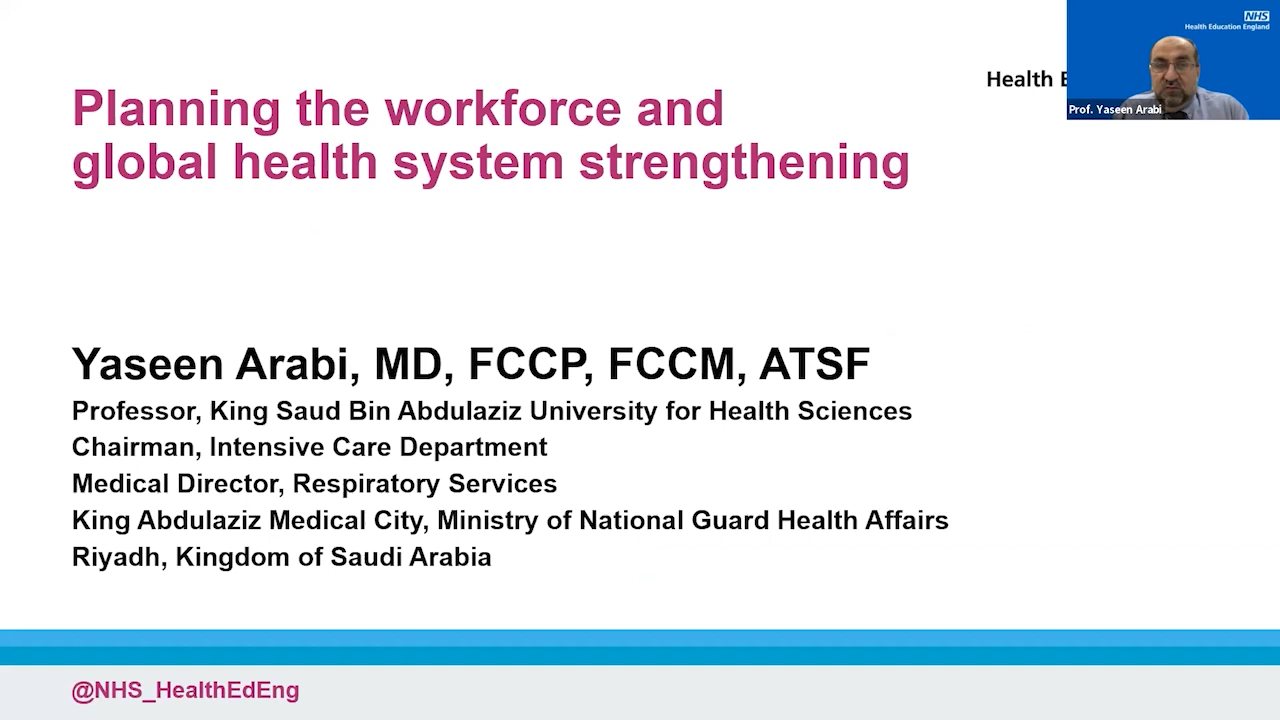 Planning the workforce and
global health system strengthening
Health E
NHS
Health Education England
Prof. Yaseen Arabi
Yaseen Arabi, MD, FCCP, FCCM, ATSF
Professor, King Saud Bin Abdulaziz University for Health Sciences
Chairman, Intensive Care Department
Medical Director, Respiratory Services
King Abdulaziz Medical City, Ministry of National Guard Health Affairs
Riyadh, Kingdom of Saudi Arabia
@NHS_HealthEdEng